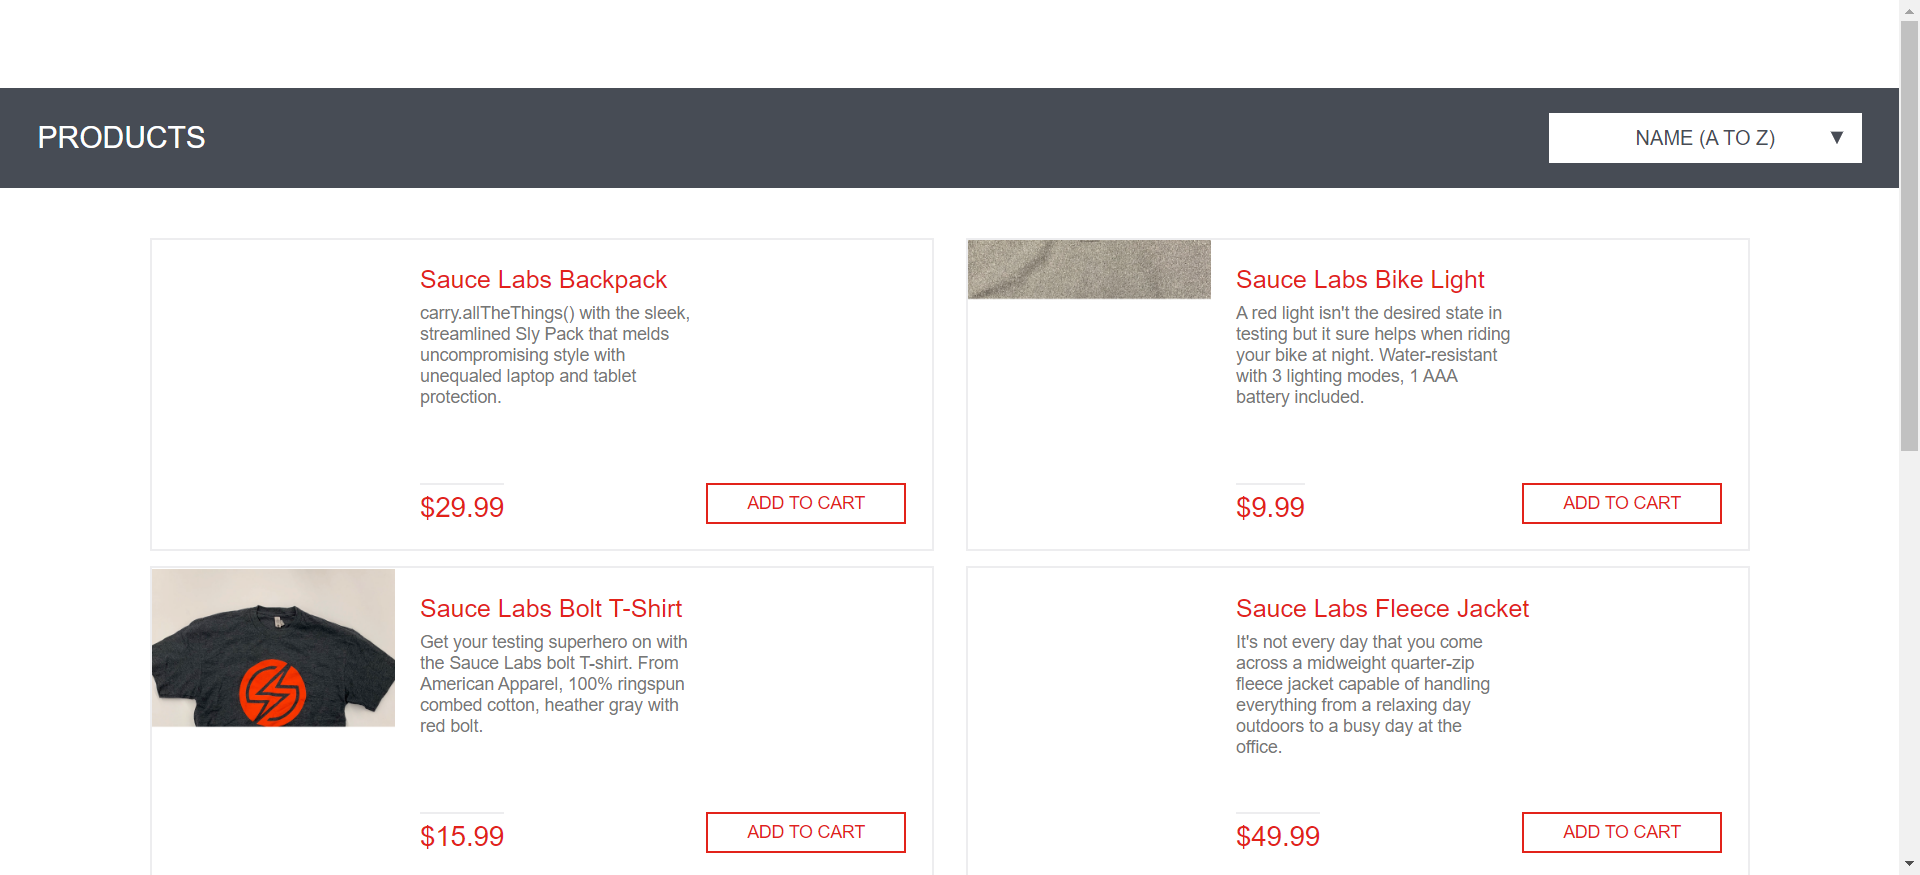 PRODUCTS
NAME (A TO Z)
Sauce Labs Backpack
carry.allTheThings() with the sleek,
streamlined Sly Pack that melds
uncompromising style with
unequaled laptop and tablet
protection.
$29.99
ADD TO CART
Sauce Labs Bike Light
A red light isn't the desired state in
testing but it sure helps when riding
your bike at night. Water-resistant
with 3 lighting modes, 1 AAA
battery included.
$9.99
ADD TO CART
Sauce Labs Bolt T-Shirt
Get your testing superhero on with
the Sauce Labs bolt T-shirt. From
American Apparel, 100% ringspun
combed cotton, heather gray with
red bolt.
$15.99
ADD TO CART
Sauce Labs Fleece Jacket
It's not every day that you come
across a midweight quarter-zip
fleece jacket capable of handling
everything from a relaxing day
outdoors to a busy day at the
office.
$49.99
ADD TO CART